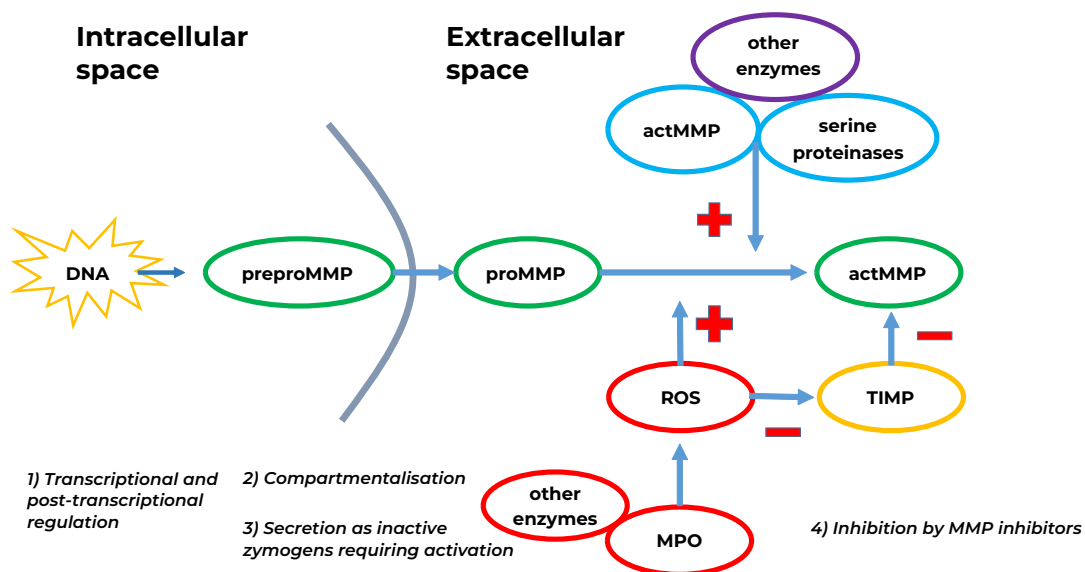 Intracellular
space
Extracellular
space
other
enzymes
actMMP
serine
proteinases
DNA
preproMMP
proMMP
actMMP
ROS
TIMP
1) Transcriptional and
post-transcriptional
regulation
2) Compartmentalisation
3) Secretion as inactive
zymogens requiring activation
other
enzymes
MPO
4) Inhibition by MMP inhibitors